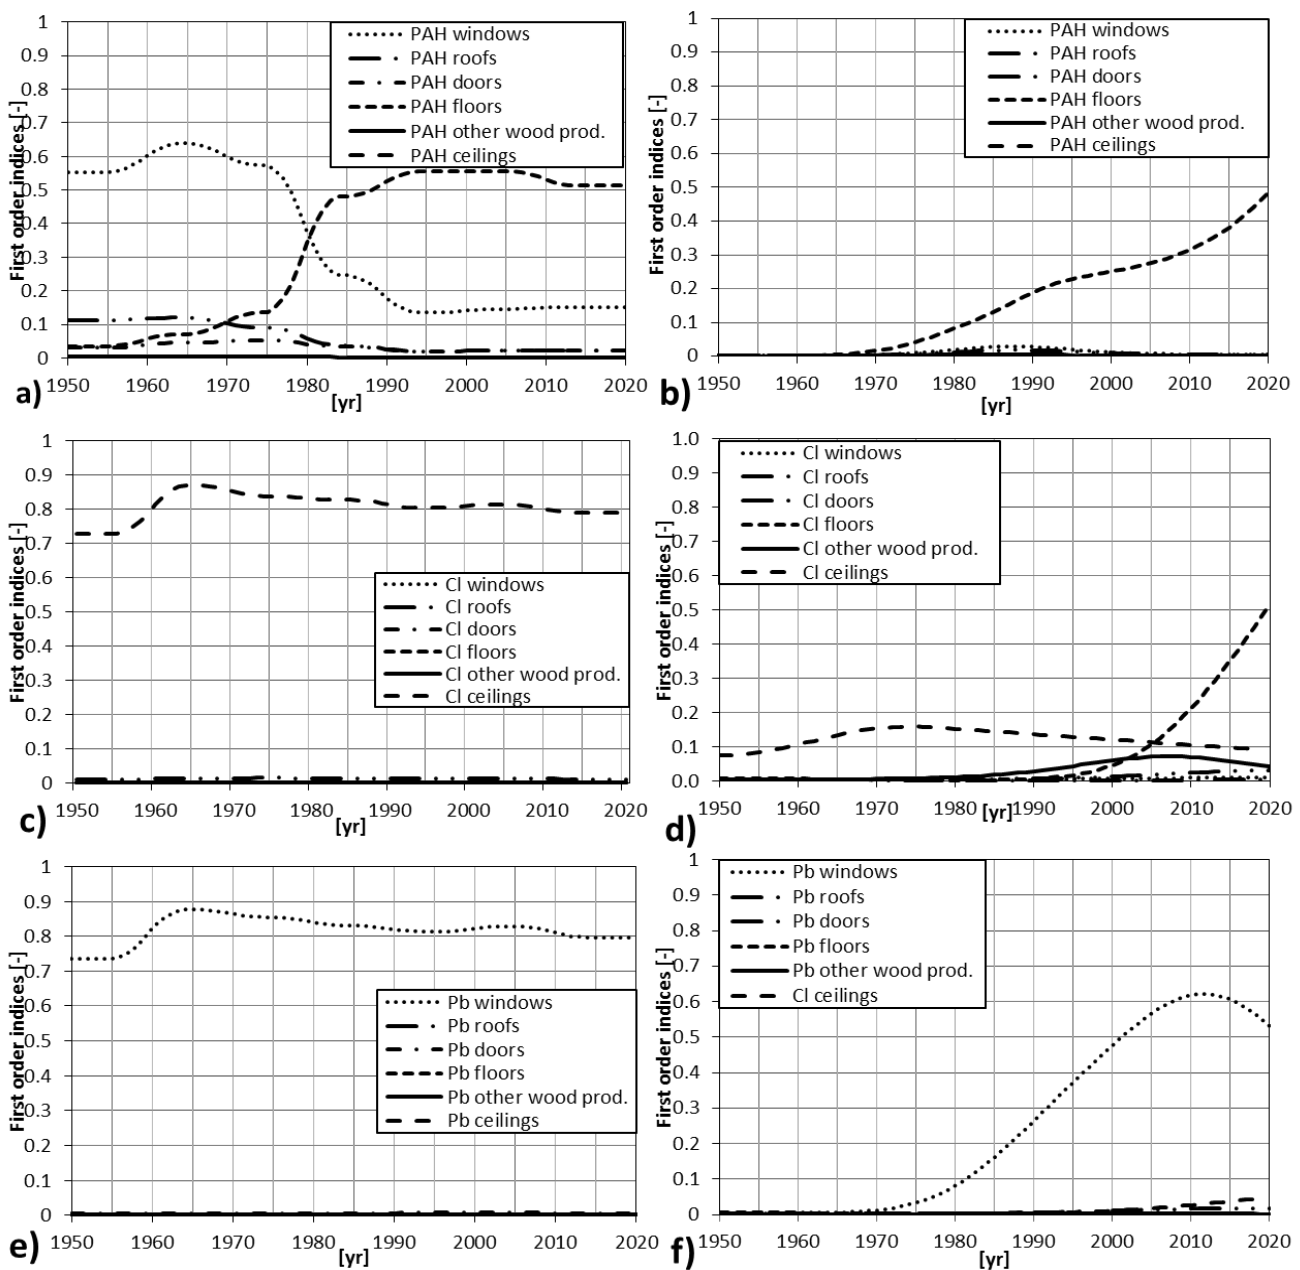 1
0.9
0.8
0.7
0.6
0.5
0.4
0.3
0.2
0.1
0
First order indices [-]
PAH windows
PAH roofs
PAH doors
PAH floors
PAH other wood prod.
PAH ceilings
1950 1960 1970 1980 1990 2000 2010 2020
[yr]
a)
1
0.9
0.8
0.7
0.6
0.5
0.4
0.3
0.2
0.1
0
First order indices [-]
PAH windows
PAH roofs
PAH doors
PAH floors
PAH other wood prod.
PAH ceilings
1950 1960 1970 1980 1990 2000 2010 2020
[yr]
b)
1
0.9
0.8
0.7
0.6
0.5
0.4
0.3
0.2
0.1
0
First order indices [-]
Cl windows
Cl roofs
Cl doors
Cl floors
Cl other wood prod.
Cl ceilings
1950 1960 1970 1980 1990 2000 2010 2020
[yr]
c)
1.0
0.9
0.8
0.7
0.6
0.5
0.4
0.3
0.2
0.1
0.0
First order indices [-]
Cl windows
Cl roofs
Cl doors
Cl floors
Cl other wood prod.
Cl ceilings
1950 1960 1970 1980 [yr] 1990 2000 2010 2020
d)
1
0.9
0.8
0.7
0.6
0.5
0.4
0.3
0.2
0.1
0
First order indices [-]
Pb windows
Pb roofs
Pb doors
Pb floors
Pb other wood prod.
Pb ceilings
1950 1960 1970 1980 1990 2000 2010 2020
[yr]
e)
1
0.9
0.8
0.7
0.6
0.5
0.4
0.3
0.2
0.1
0
First order indices [-]
Pb windows
Pb roofs
Pb doors
Pb floors
Pb other wood prod.
Cl ceilings
1950 1960 1970 1980 1990 2000 2010 2020
[yr]
f)